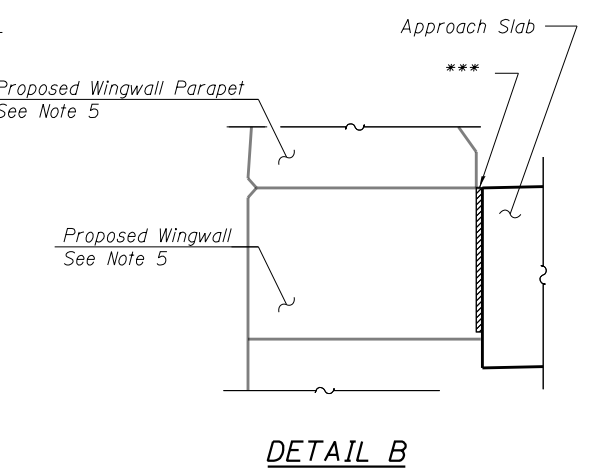 Approach Slab
***
Proposed Wingwall Parapet
See Note 5
Proposed Wingwall
See Note 5
DETAIL B